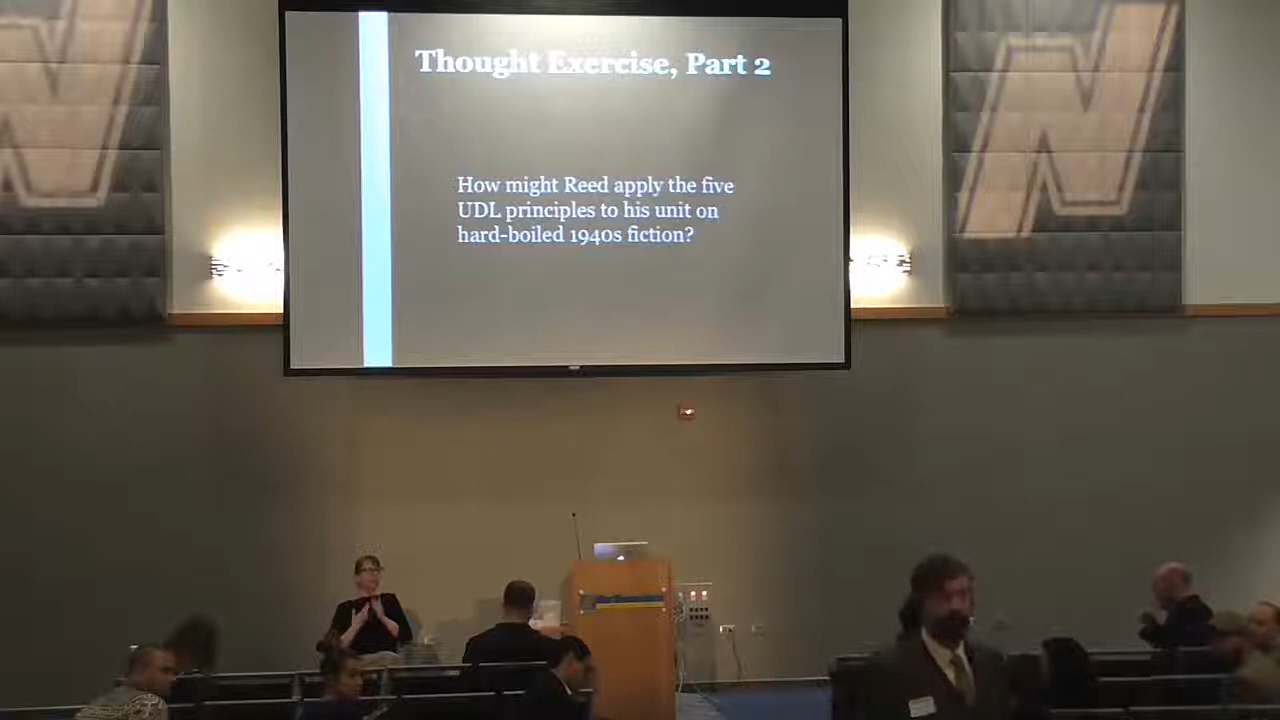 Thought Exercise, Part 2
How might Reed apply the five
UDL principles to his unit on
hard-boiled 1940s fiction?
N
N